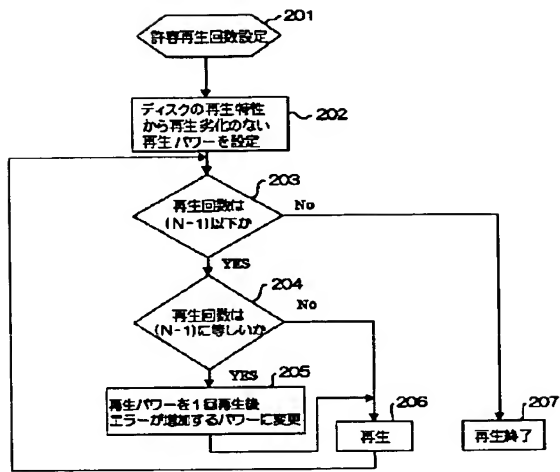 201
許容再生回数設定
ディスクの再生特性
から再生劣化のない
再生パワーを設定
202
203
再生回数は
(N-1)以下か
No
YES
204
再生回数は
(N-1)に等しいか
No
YES
205
再生パワーを1回再生後
エラーが増加するパワーに変更
206
再生
207
再生終了